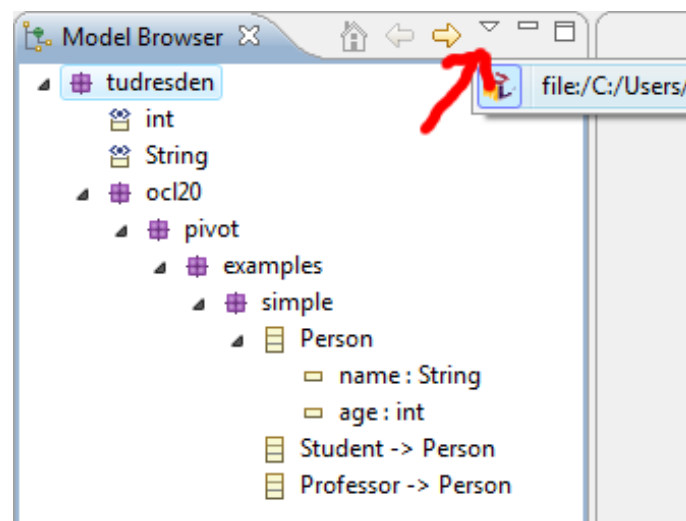 Model Browser
file:/C:/Users/
tudresden
int
String
ocl20
pivot
examples
simple
Person
name : String
age : int
Student -> Person
Professor -> Person